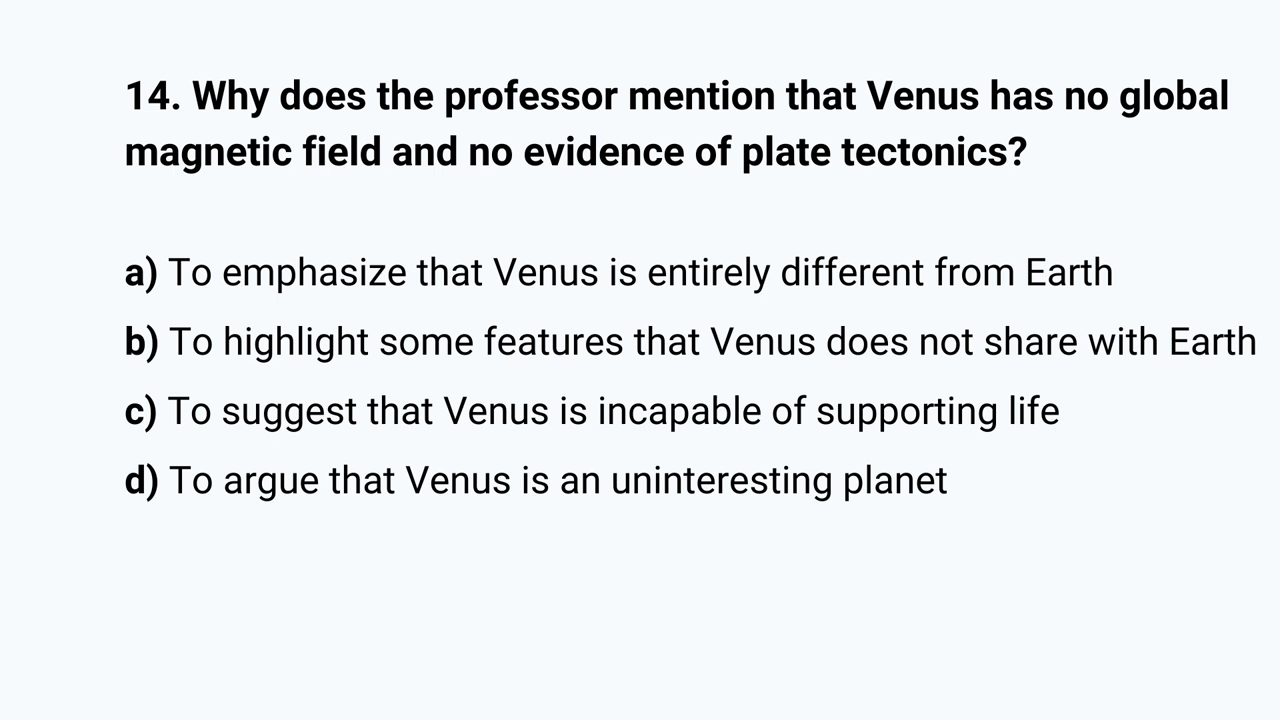 14. Why does the professor mention that Venus has no global
magnetic field and no evidence of plate tectonics?
a) To emphasize that Venus is entirely different from Earth
b) To highlight some features that Venus does not share with Earth
c) To suggest that Venus is incapable of supporting life
d) To argue that Venus is an uninteresting planet